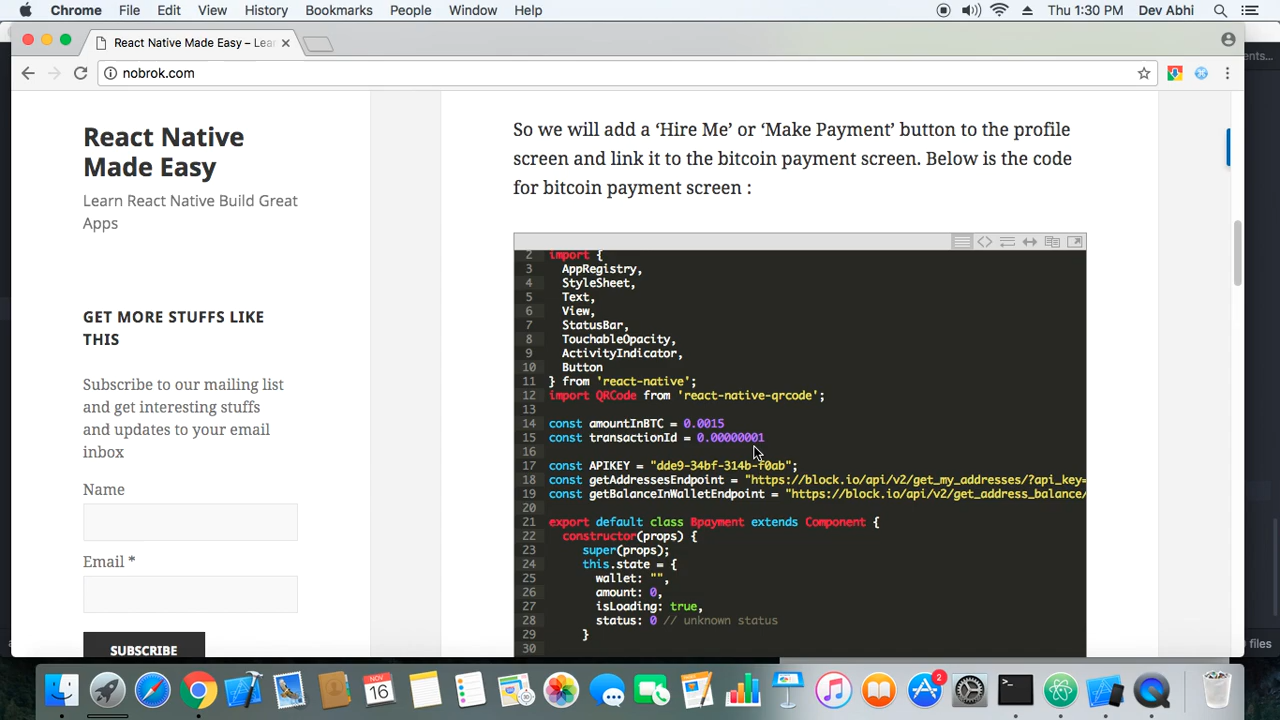 Chrome File Edit View History Bookmarks People Window Help Thu 1:30 PM Dev Abhi
React Native Made Easy – Lea
nobrok.com
React Native
Made Easy
Learn React Native Build Great
Apps
GET MORE STUFFS LIKE
THIS
Subscribe to our mailing list
and get interesting stuffs
and updates to your email
inbox
Name
Email *
SUBSCRIBE
So we will add a ‘Hire Me’ or ‘Make Payment’ button to the profile
screen and link it to the bitcoin payment screen. Below is the code
for bitcoin payment screen :
2 import {
3 AppRegistry,
4 StyleSheet,
5 Text,
6 View,
7 StatusBar,
8 TouchableOpacity,
9 ActivityIndicator,
10 Button
11 } from 'react-native';
12 import QRCode from 'react-native-qrcode';
13
14 const amountInBTC = 0.0015
15 const transactionId = 0.00000001
16
17 const APIKEY = "dde9-34bf-314b-f0ab";
18 const getAddressesEndpoint = "https://block.io/api/v2/get_my_addresses/?api_key=
19 const getBalanceInWalletEndpoint = "https://block.io/api/v2/get_address_balance/
20
21 export default class Bpayment extends Component {
22 constructor(props) {
23 super(props);
24 this.state = {
25 wallet: "",
26 amount: 0,
27 isLoading: true,
28 status: 0 // unknown status
29 }
30
ents...
files
NOV
16
2